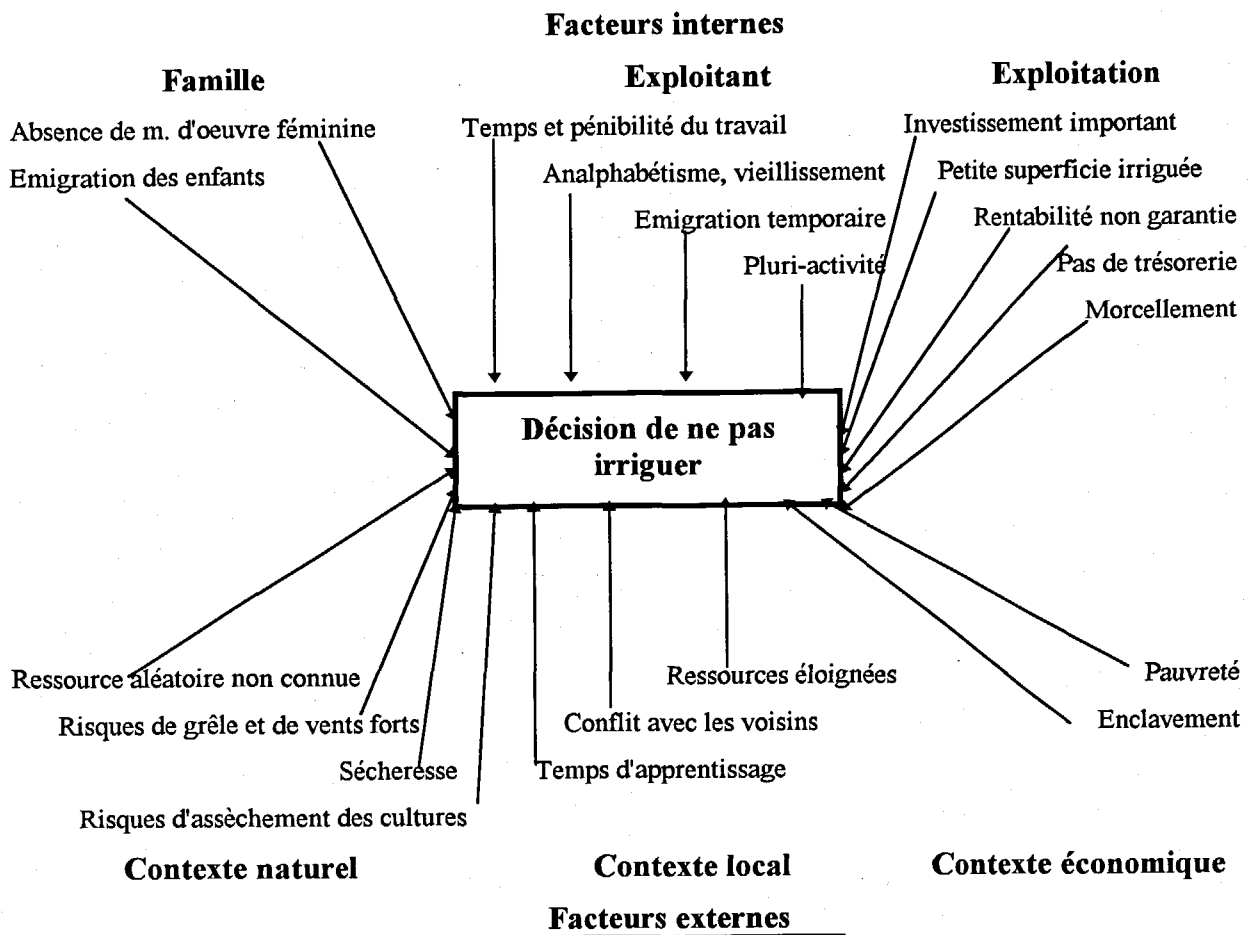 Facteurs internes
Famille
Exploitant
Exploitation
Absence de m. d'oeuvre féminine
Temps et pénibilité du travail
Investissement important
Emigration des enfants
Analphabétisme, vieillissement
Petite superficie irriguée
Emigration temporaire
Rentabilité non garantie
Pluri-activité
Pas de trésorerie
Morcellement
Décision de ne pas
irriguer
Ressource aléatoire non connue
Ressources éloignées
Pauvreté
Risques de grêle et de vents forts
Conflit avec les voisins
Enclavement
Sécheresse
Temps d'apprentissage
Risques d'assèchement des cultures
Contexte naturel
Contexte local
Contexte économique
Facteurs externes